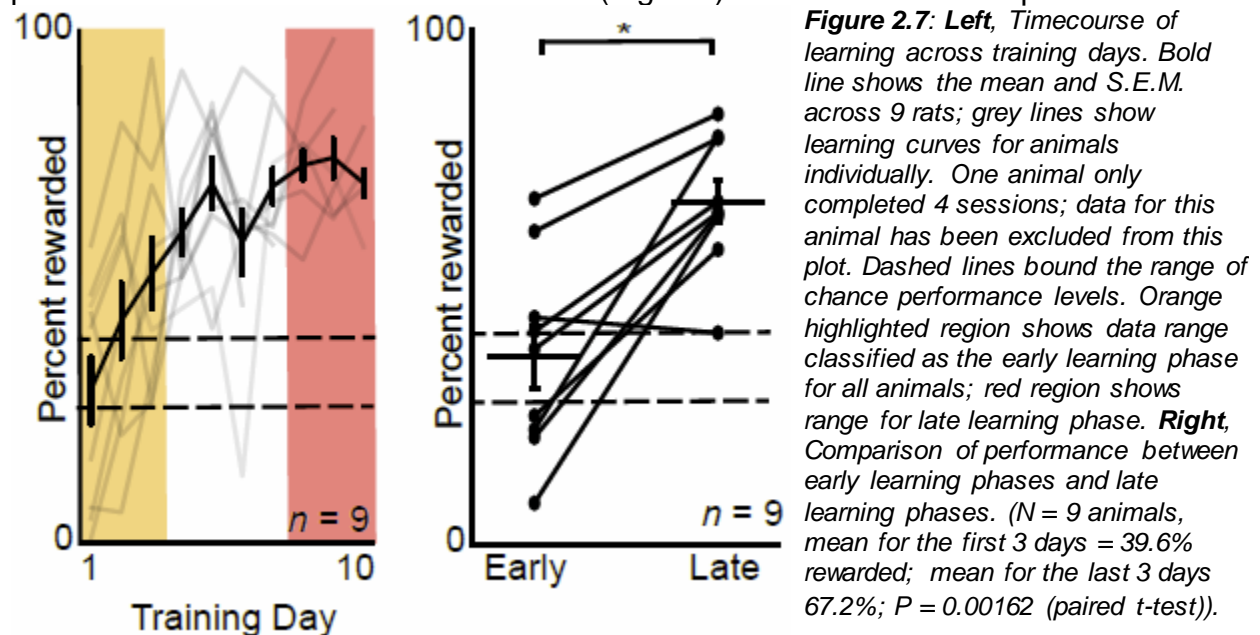 100
Percent rewarded
0
1
10
n = 9
Training Day
100
*
Percent rewarded
0
n = 9
Early
Late
Figure 2.7: Left, Timecourse of
learning across training days. Bold
line shows the mean and S.E.M.
across 9 rats; grey lines show
learning curves for animals
individually. One animal only
completed 4 sessions; data for this
animal has been excluded from this
plot. Dashed lines bound the range of
chance performance levels. Orange
highlighted region shows data range
classified as the early learning phase
for all animals; red region shows
range for late learning phase. Right,
Comparison of performance between
early learning phases and late
learning phases. (N = 9 animals,
mean for the first 3 days = 39.6%
rewarded; mean for the last 3 days
67.2%; P = 0.00162 (paired t-test)).